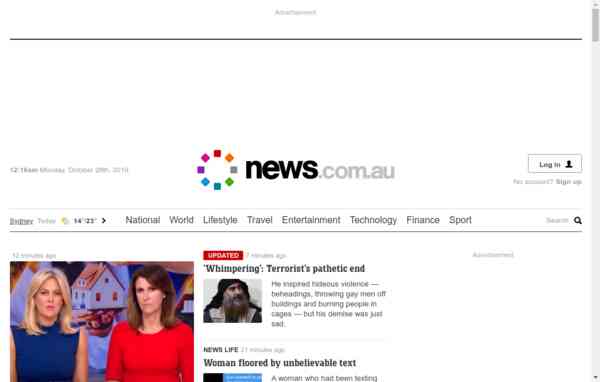 Advertisement
12:16am Monday, October 28th, 2019
news.com.au
Log in
No account? Sign up
Sydney Today 14°/23°
National World Lifestyle Travel Entertainment Technology Finance Sport
Search
12 minutes ago
UPDATED 7 minutes ago
'Whimpering': Terrorist's pathetic end
He inspired hideous violence —
beheadings, throwing gay men off
buildings and burning people in
cages — but his demise was just
sad.
Advertisement
NEWS LIFE 21 minutes ago
Woman floored by unbelievable text
A woman who had been texting